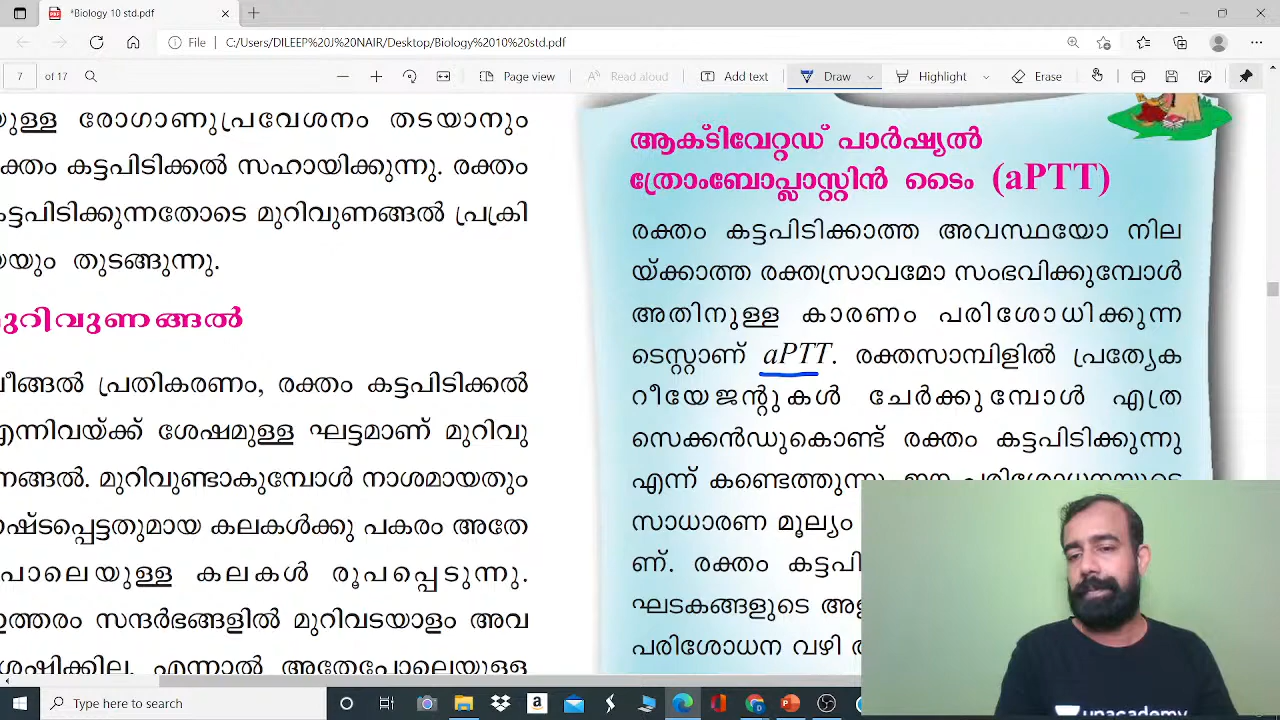 *Biology 10 std.pdf
File C:/Users/DILEEP%20J%20NAIR/Desktop/Biology%2010%20std.pdf
7 of 17 Page view Read aloud Add text Draw Highlight Erase
രോഗാണുപ്രവേശനം തടയാനും
കട്ടപിടിക്കൽ സഹായിക്കുന്നു. രക്തം
കട്ടപിടിക്കുന്നതോടെ മുറിവുണങ്ങൽ പ്രക്രി
യയും തുടങ്ങുന്നു.
മുറിവുണങ്ങൽ
വീങ്ങൽ പ്രതികരണം, രക്തം കട്ടപിടിക്കൽ
എന്നിവയ്ക്ക് ശേഷമുള്ള ഘട്ടമാണ് മുറിവു
ണങ്ങൽ. മുറിവുണ്ടാകുമ്പോൾ നാശമായതും
നഷ്ടപ്പെട്ടതുമായ കലകൾക്കു പകരം അതേ
പോലെയുള്ള കലകൾ രൂപപ്പെടുന്നു.
ഇത്തരം സന്ദർഭങ്ങളിൽ മുറിവടയാളം അവ
ശേഷിക്കില്ല. എന്നാൽ അതേപോലെയുള്ള
ആക്ടിവേറ്റഡ് പാർഷ്യൽ
ത്രോംബോപ്ലാസ്റ്റിൻ ടൈം (aPTT)
രക്തം കട്ടപിടിക്കാത്ത അവസ്ഥയോ നില
യ്ക്കാത്ത രക്തസ്രാവമോ സംഭവിക്കുമ്പോൾ
അതിനുള്ള കാരണം പരിശോധിക്കുന്ന
ടെസ്റ്റാണ് aPTT. രക്തസാമ്പിളിൽ പ്രത്യേക
റീയേജന്റുകൾ ചേർക്കുമ്പോൾ എത്ര
സെക്കൻഡുകൊണ്ട് രക്തം കട്ടപിടിക്കുന്നു
എന്ന് കണ്ടെത്തുന്നു. ഈ പരിശോധനയുടെ
സാധാരണ മൂല്യം
ണ്. രക്തം
ഘടകങ്ങളുടെ
പരിശോധന വഴി
Type here to search
unacademy